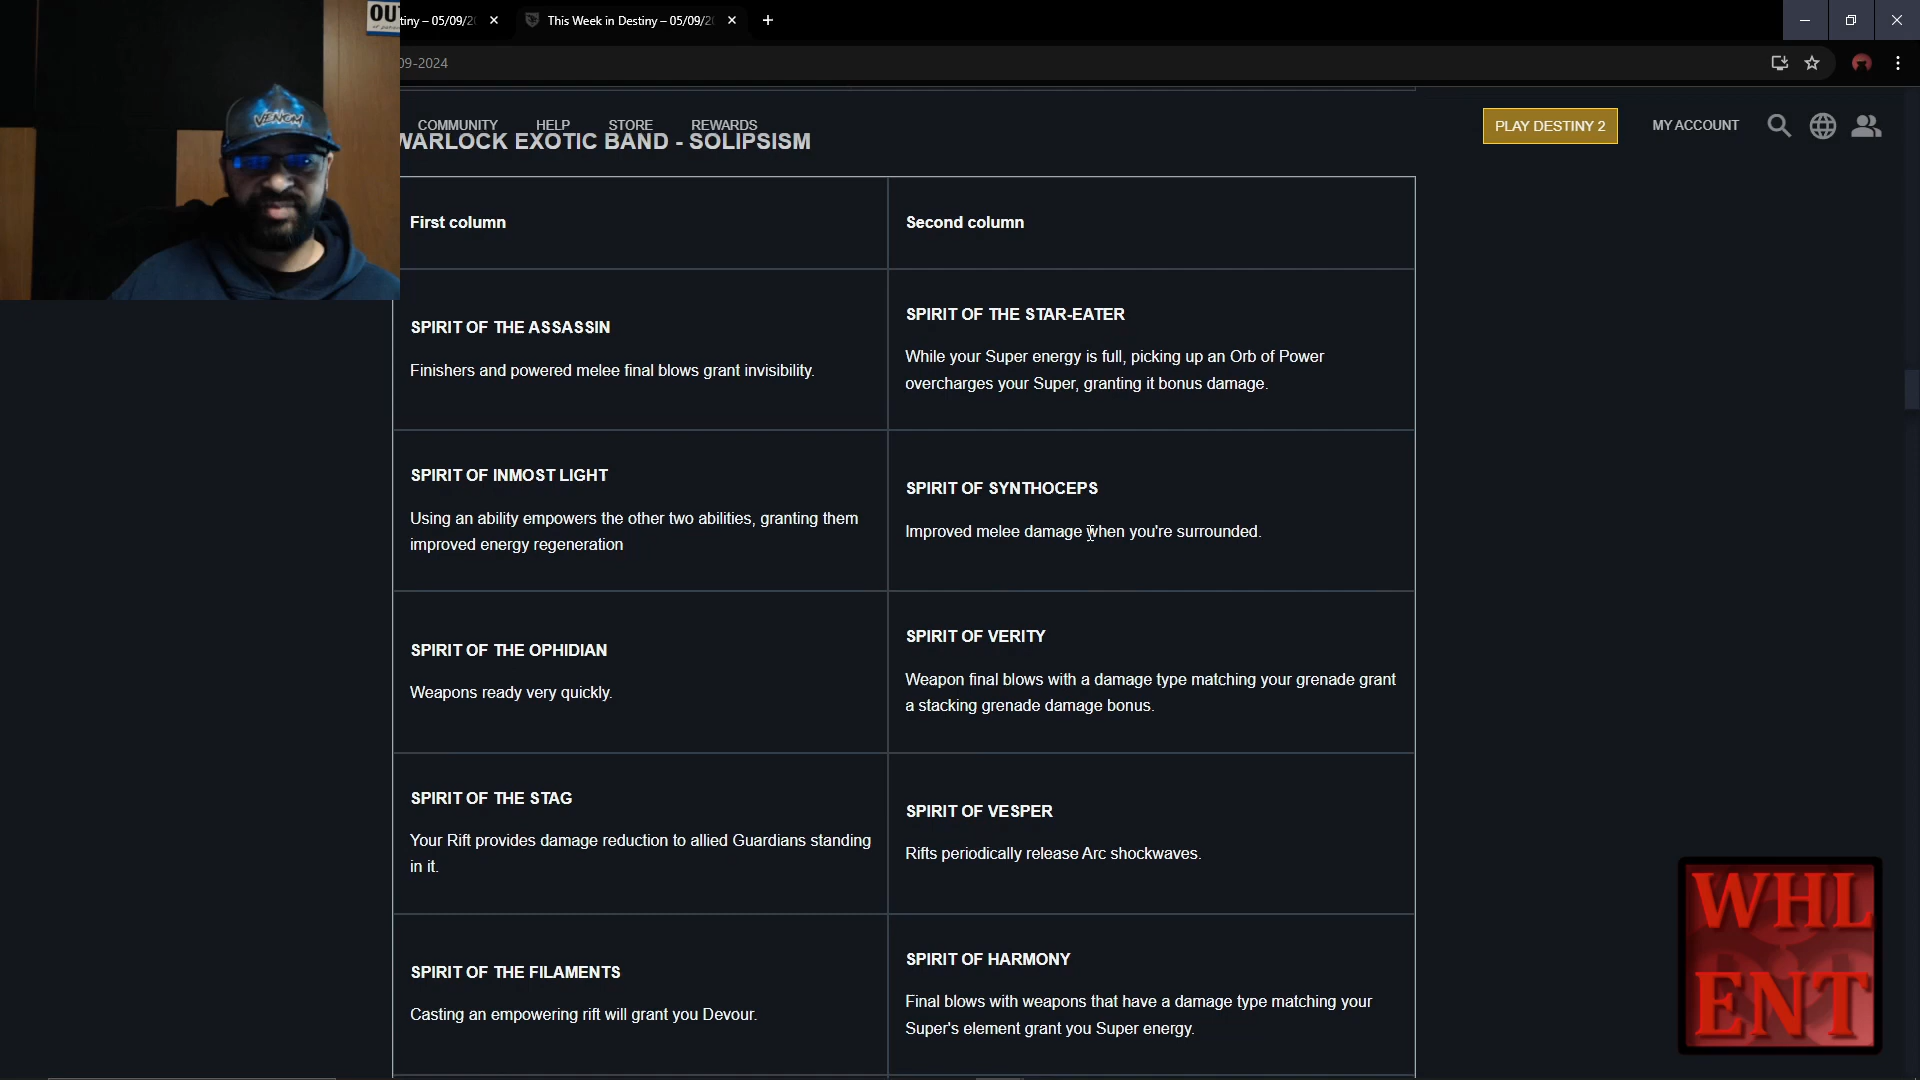 OU
tiny – 05/09/2
This Week in Destiny – 05/09/2
09-2024
COMMUNITY
HELP
STORE
REWARDS
PLAY DESTINY 2
MY ACCOUNT
WARLOCK EXOTIC BAND - SOLIPSISM
VENOM
First column
Second column
SPIRIT OF THE ASSASSIN
Finishers and powered melee final blows grant invisibility.
SPIRIT OF THE STAR-EATER
While your Super energy is full, picking up an Orb of Power
overcharges your Super, granting it bonus damage.
SPIRIT OF INMOST LIGHT
Using an ability empowers the other two abilities, granting them
improved energy regeneration
SPIRIT OF SYNTHOCEPS
Improved melee damage when you're surrounded.
SPIRIT OF THE OPHIDIAN
Weapons ready very quickly.
SPIRIT OF VERITY
Weapon final blows with a damage type matching your grenade grant
a stacking grenade damage bonus.
SPIRIT OF THE STAG
Your Rift provides damage reduction to allied Guardians standing
in it.
SPIRIT OF VESPER
Rifts periodically release Arc shockwaves.
SPIRIT OF THE FILAMENTS
Casting an empowering rift will grant you Devour.
SPIRIT OF HARMONY
Final blows with weapons that have a damage type matching your
Super's element grant you Super energy.
WHL
ENT